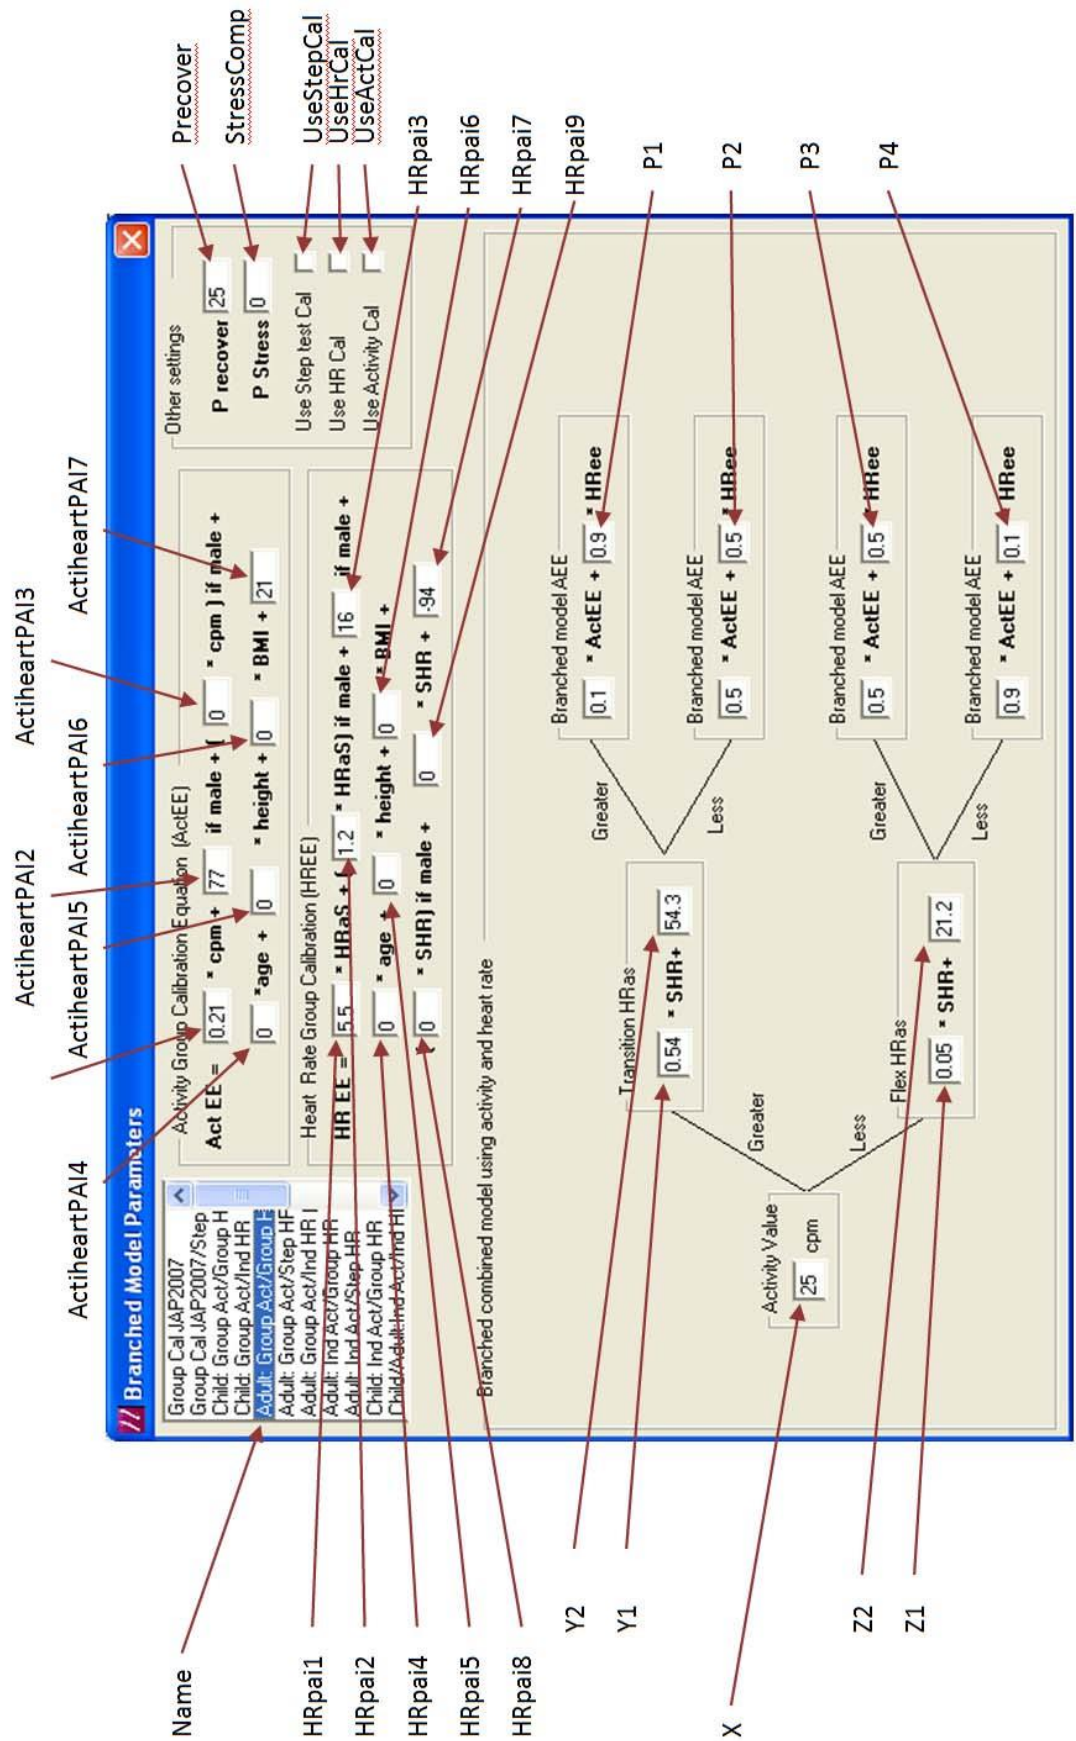 ActiheartPAI3
ActiheartPAI2
ActiheartPAI7
ActiheartPAI5 ActiheartPAI6
ActiheartPAI4
Name
Precover
StressComp
UseStepCal
UseHrCal
UseActCal
HRpai3
HRpai6
HRpai7
HRpai9
P1
P2
P3
P4
HRpai1
HRpai2
HRpai4
HRpai5
HRpai8
Y2
Y1
X
Z2
Z1
Branched Model Parameters
Group Cal JAP2007
Group Cal JAP2007/Step
Child: Group Act/Group H
Child: Group Act/Ind HR
Adult: Group Act/Group H
Adult: Group Act/Step HF
Adult: Group Act/Ind HR I
Adult: Ind Act/Group HR
Adult: Ind Act/Step HR
Child: Ind Act/Group HR
Child/Adult:Ind Act/Ind HI
Activity Group Calibration Equation (ActEE)
Act EE = 0.21 * cpm + 77 if male + ( 0 * cpm ) if male +
0 *age + 0 * height + 0 * BMI + 21
Heart Rate Group Calibration (HREE)
HR EE = 5.5 * HRaS + ( 1.2 * HRaS) if male + 16 if male +
0 * age + 0 * height + 0 * BMI +
( 0 * SHR) if male + 0 * SHR + -94
Other settings
P recover 25
P Stress 0
Use Step test Cal
Use HR Cal
Use Activity Cal
Branched combined model using activity and heart rate
Activity Value
25 cpm
Greater
Less
Transition HRas
0.54 * SHR+ 54.3
Flex HRas
0.05 * SHR+ 21.2
Greater
Less
Greater
Less
Branched model AEE
0.1 * ActEE + 0.9 * HRee
Branched model AEE
0.5 * ActEE + 0.5 * HRee
Branched model AEE
0.5 * ActEE + 0.5 * HRee
Branched model AEE
0.9 * ActEE + 0.1 * HRee